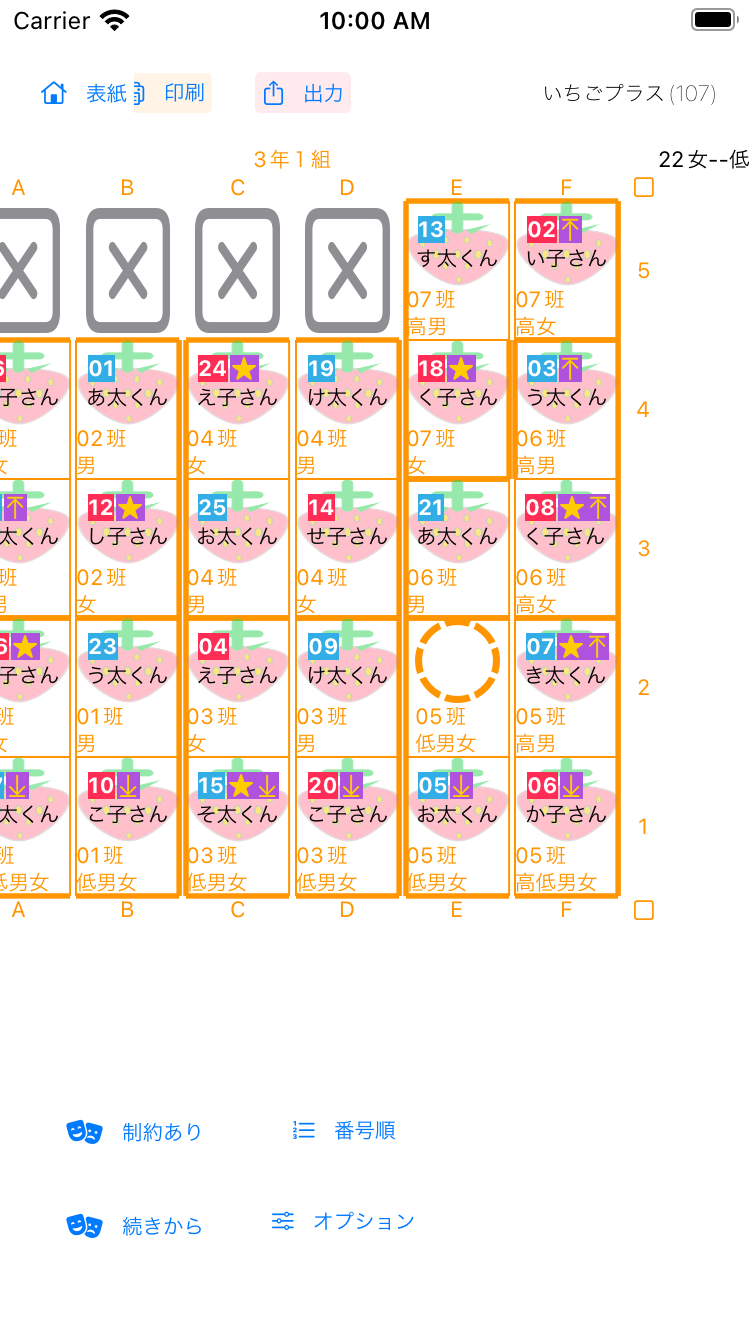 Carrier 10:00 AM
表紙 印刷 出力 いちごプラス(107)
3年1組 22女--低
A B C D E F
13 02
す太くん い子さん
5
07班 07班
高男 高女
01 24 19 18 03
子さん あ太くん え子さん け太くん く子さん う太くん
4
班 02班 04班 04班 07班 06班
女 男 女 男 女 高男
12 25 14 21 08
太くん し子さん お太くん せ子さん あ太くん く子さん
3
班 02班 04班 04班 06班 06班
男 女 男 女 男 高女
6 23 04 09 07
子さん う太くん え子さん け太くん き太くん
2
班 01班 03班 03班 05班 05班
女 男 女 男 低男女 高男
10 15 20 05 06
太くん こ子さん そ太くん こ子さん お太くん か子さん
1
班 01班 03班 03班 05班 05班
低男女 低男女 低男女 低男女 低男女 高低男女
A B C D E F
制約あり 番号順
続きから オプション